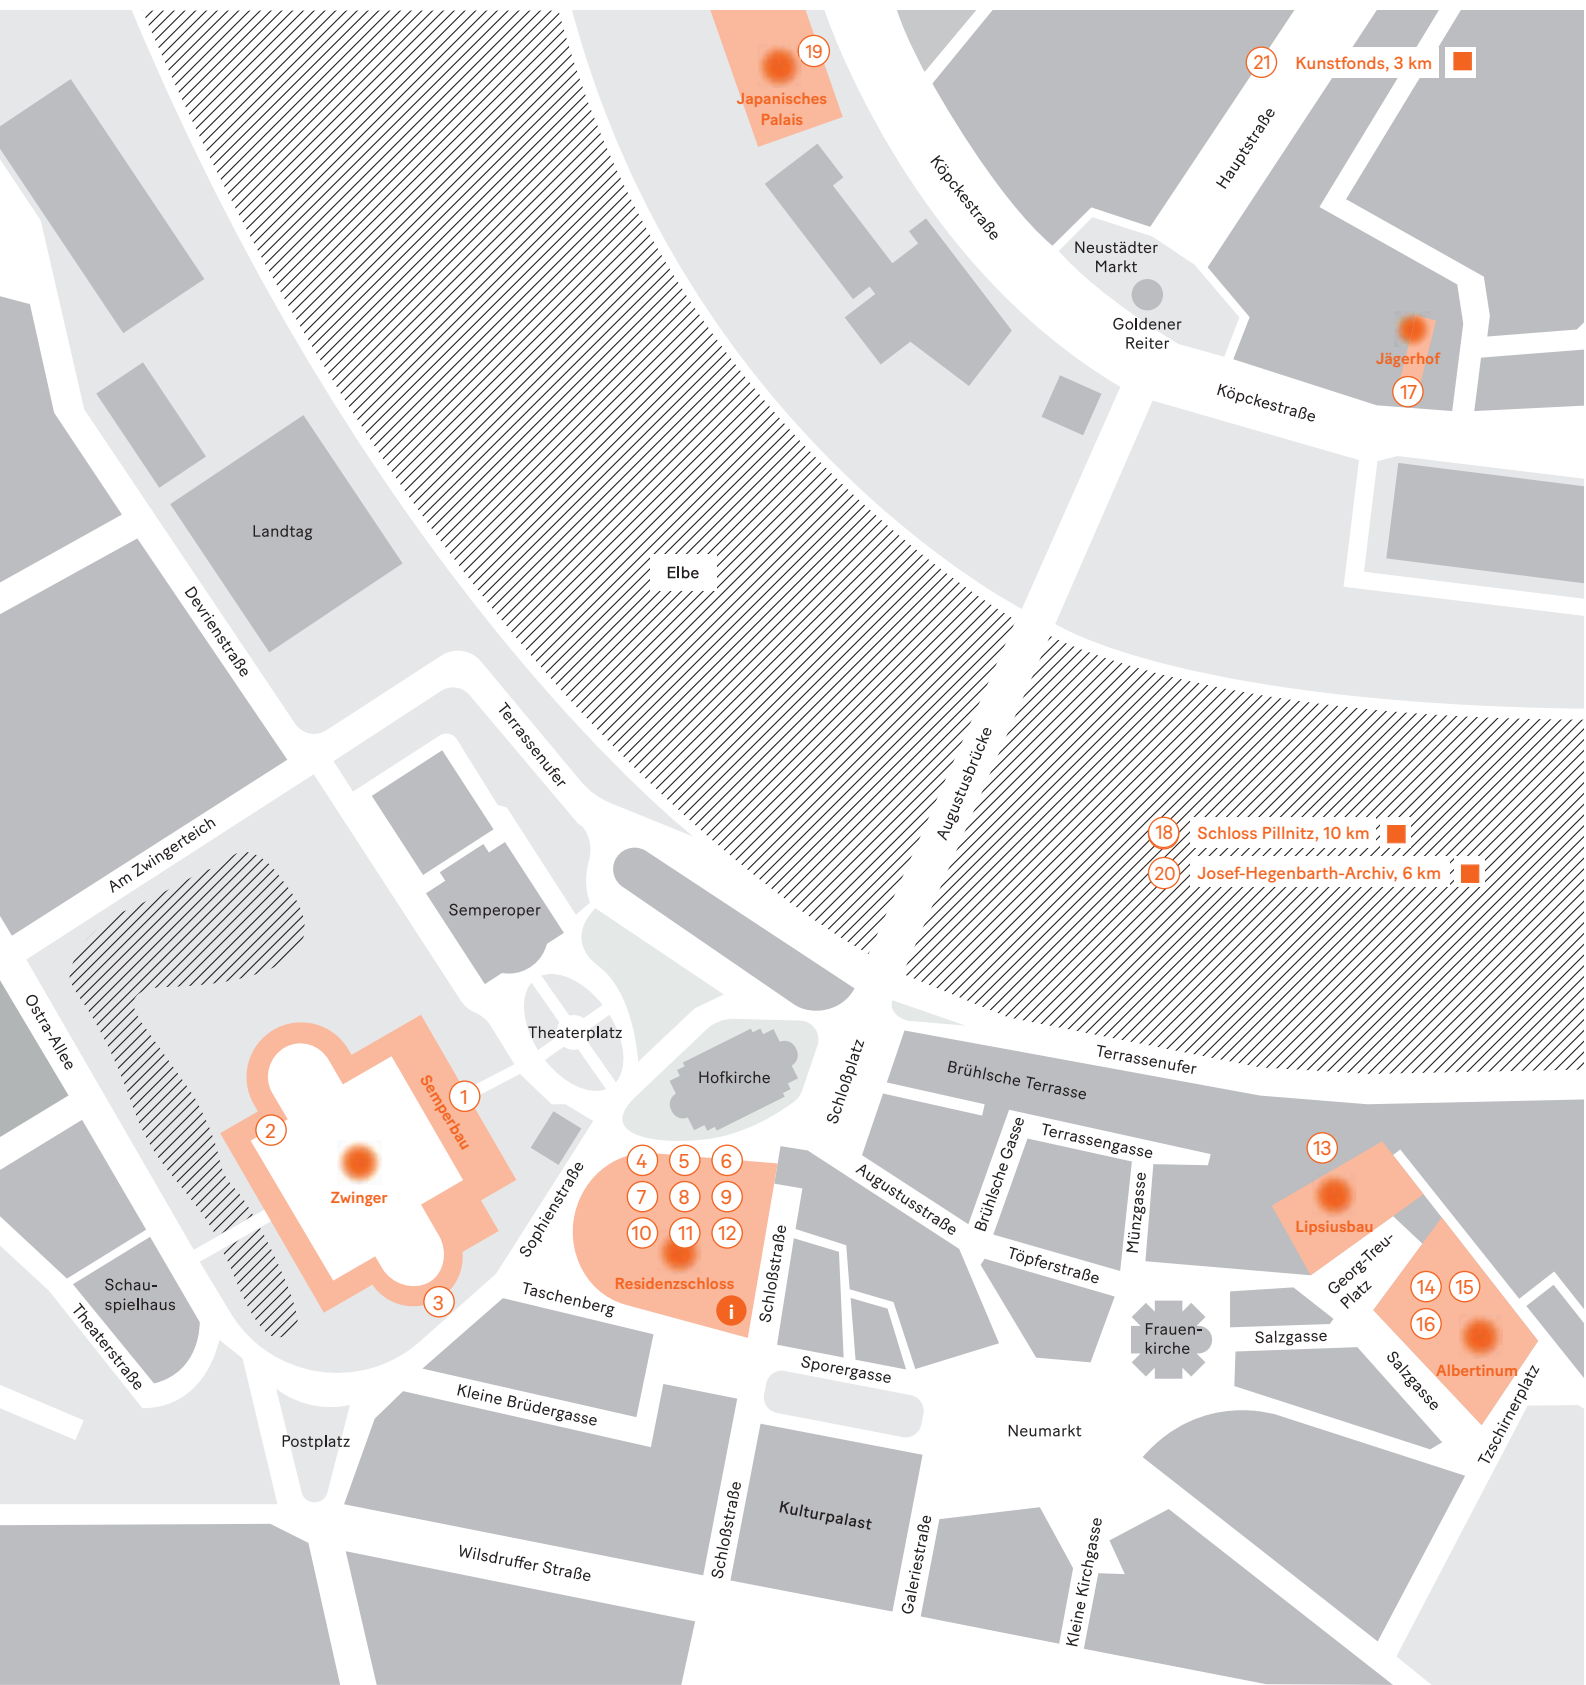 19
Japanisches
Palais
21
Kunstfonds, 3 km
Köpckestraße
Hauptstraße
Neustädter
Markt
Goldener
Reiter
Jägerhof
17
Köpckestraße
Landtag
Elbe
Devrienstraße
Terrassenufer
Augustusbrücke
18
Schloss Pillnitz, 10 km
20
Josef-Hegenbarth-Archiv, 6 km
Am Zwingerteich
Semperoper
Ostra-Allee
Theaterplatz
Hofkirche
Schloßplatz
Terrassenufer
Brühlsche Terrasse
Semperbau
1
2
Zwinger
3
Sophienstraße
4
5
6
7
8
9
10
11
12
Residenzschloss
i
Schloßstraße
Augustusstraße
Brühlsche Gasse
Terrassengasse
Münzgasse
Töpferstraße
13
Lipsiusbau
Georg-Treu-
Platz
14
15
16
Albertinum
Schau-
spielhaus
Theaterstraße
Taschenberg
Frauen-
kirche
Salzgasse
Salzgasse
Tzschirnerplatz
Sporergasse
Kleine Brüdergasse
Postplatz
Neumarkt
Schloßstraße
Kulturpalast
Galeriestraße
Kleine Kirchgasse
Wilsdruffer Straße